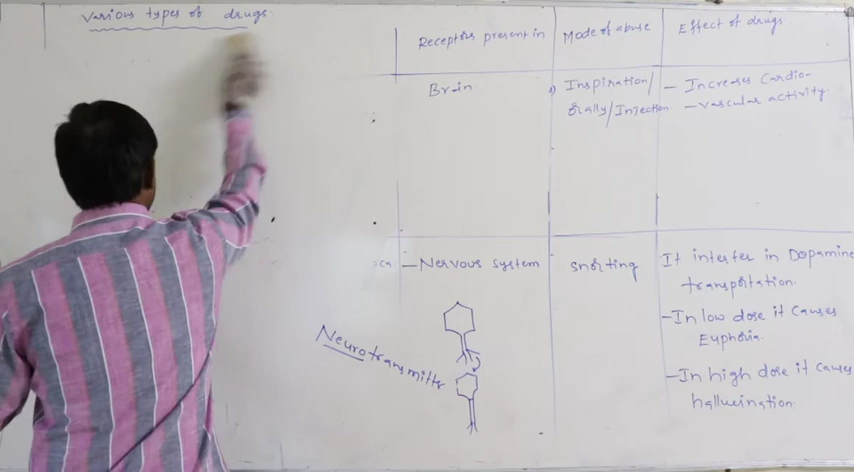 Various types of drugs
Receptors present in
Mode of abuse
Effect of drugs
Brain
Inspiration/
orally/Injection
- Increases Cardio-
- vascular activity
ca
- Nervous system
snorting
It interfer in Dopamine
transportation.
- In low dose it causes
Euphoria.
- In high dose it causes
hallucination.
Neurotransmitts